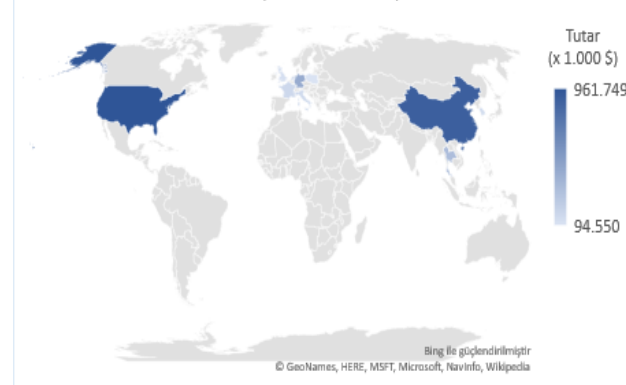 Tutar
(x 1.000 $)
961.749
94.550
Bing ile güçlendirilmiştir
© GeoNames, HERE, MSFT, Microsoft, NavInfo, Wikipedia